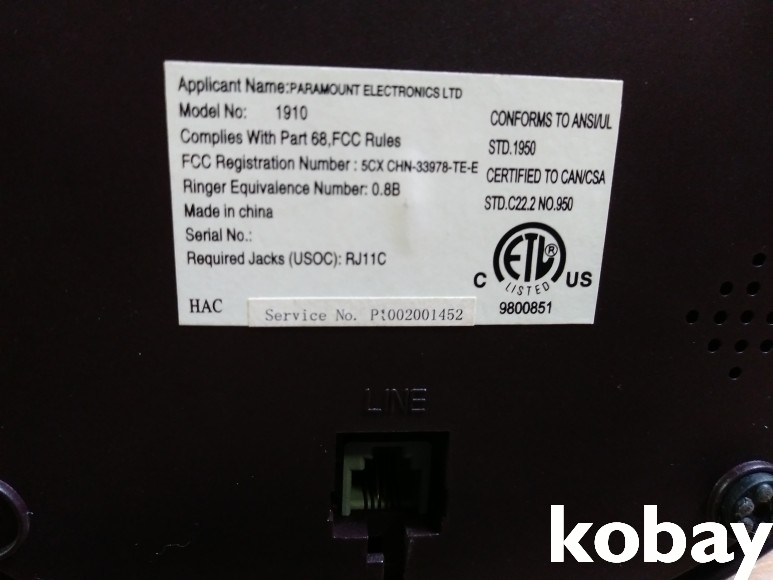 Applicant Name:PARAMOUNT ELECTRONICS LTD
Model No: 1910
Complies With Part 68,FCC Rules
FCC Registration Number : 5CX CHN-33978-TE-E
Ringer Equivalence Number: 0.8B
Made in china
Serial No.:
Required Jacks (USOC): RJ11C
HAC
Service No. P1002001452
CONFORMS TO ANSI/UL
STD.1950
CERTIFIED TO CAN/CSA
STD.C22.2 NO.950
C ETL® US
LISTED
9800851
LINE
kobay